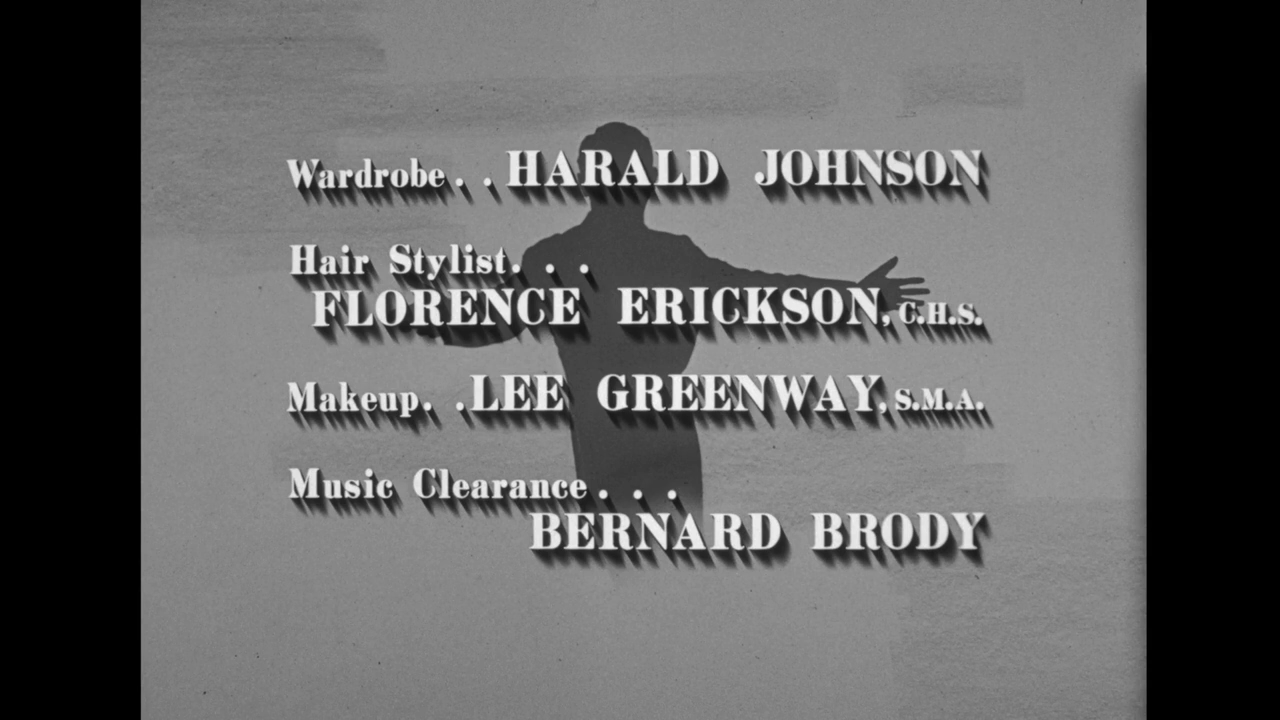 Wardrobe . . HARALD JOHNSON
Hair Stylist. . .
FLORENCE ERICKSON, C.H.S.
Makeup. . .LEE GREENWAY, S.M.A.
Music Clearance . . .
BERNARD BRODY